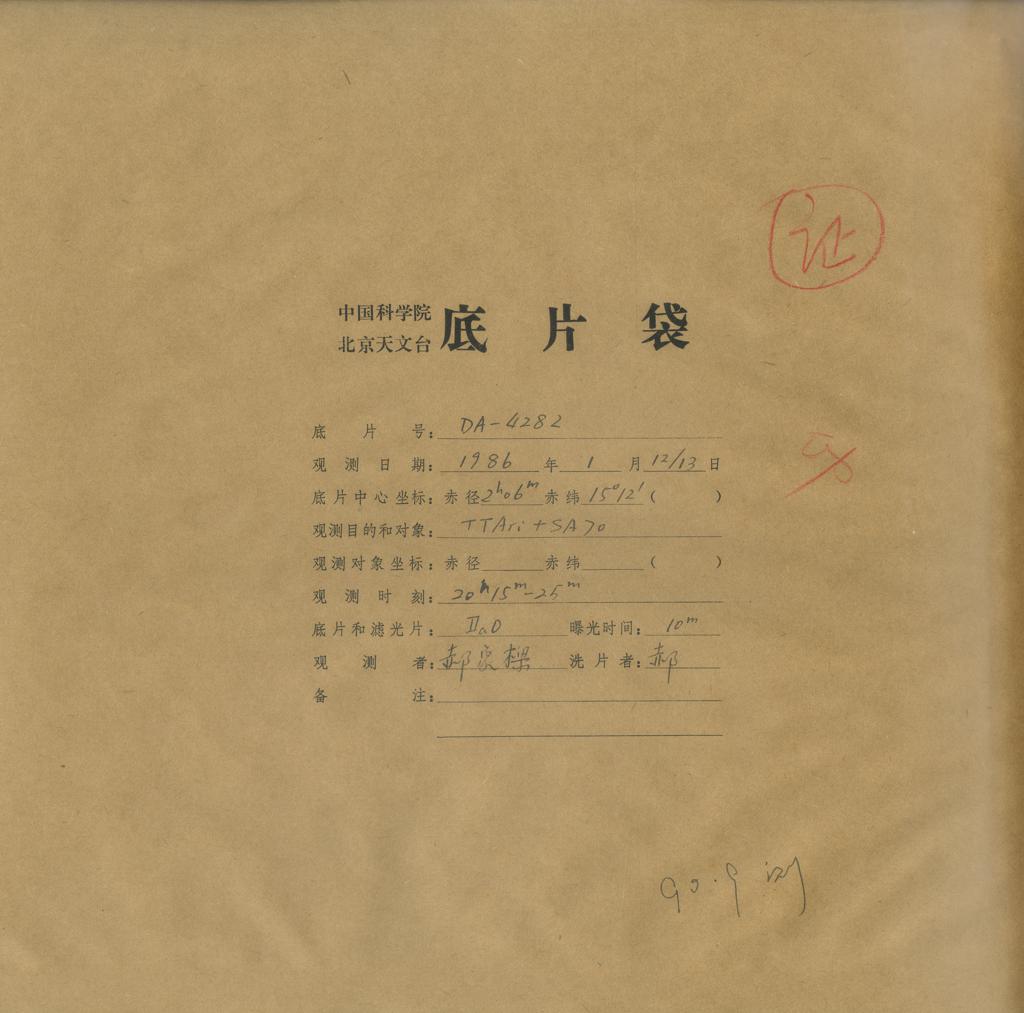 证
中国科学院
北京天文台
底片袋
底片号: DA-4282
观测日期: 1986 年 1 月 12/13 日
底片中心坐标: 赤径 2h06m 赤纬 15°12′ ( )
观测目的和对象: TTAri + SA70
观测对象坐标: 赤径 赤纬 ( )
观测时刻: 20h15m-25m
底片和滤光片: IIaO 曝光时间: 10m
观测者: 郝 洗片者: 郝
备注:
90.9 测